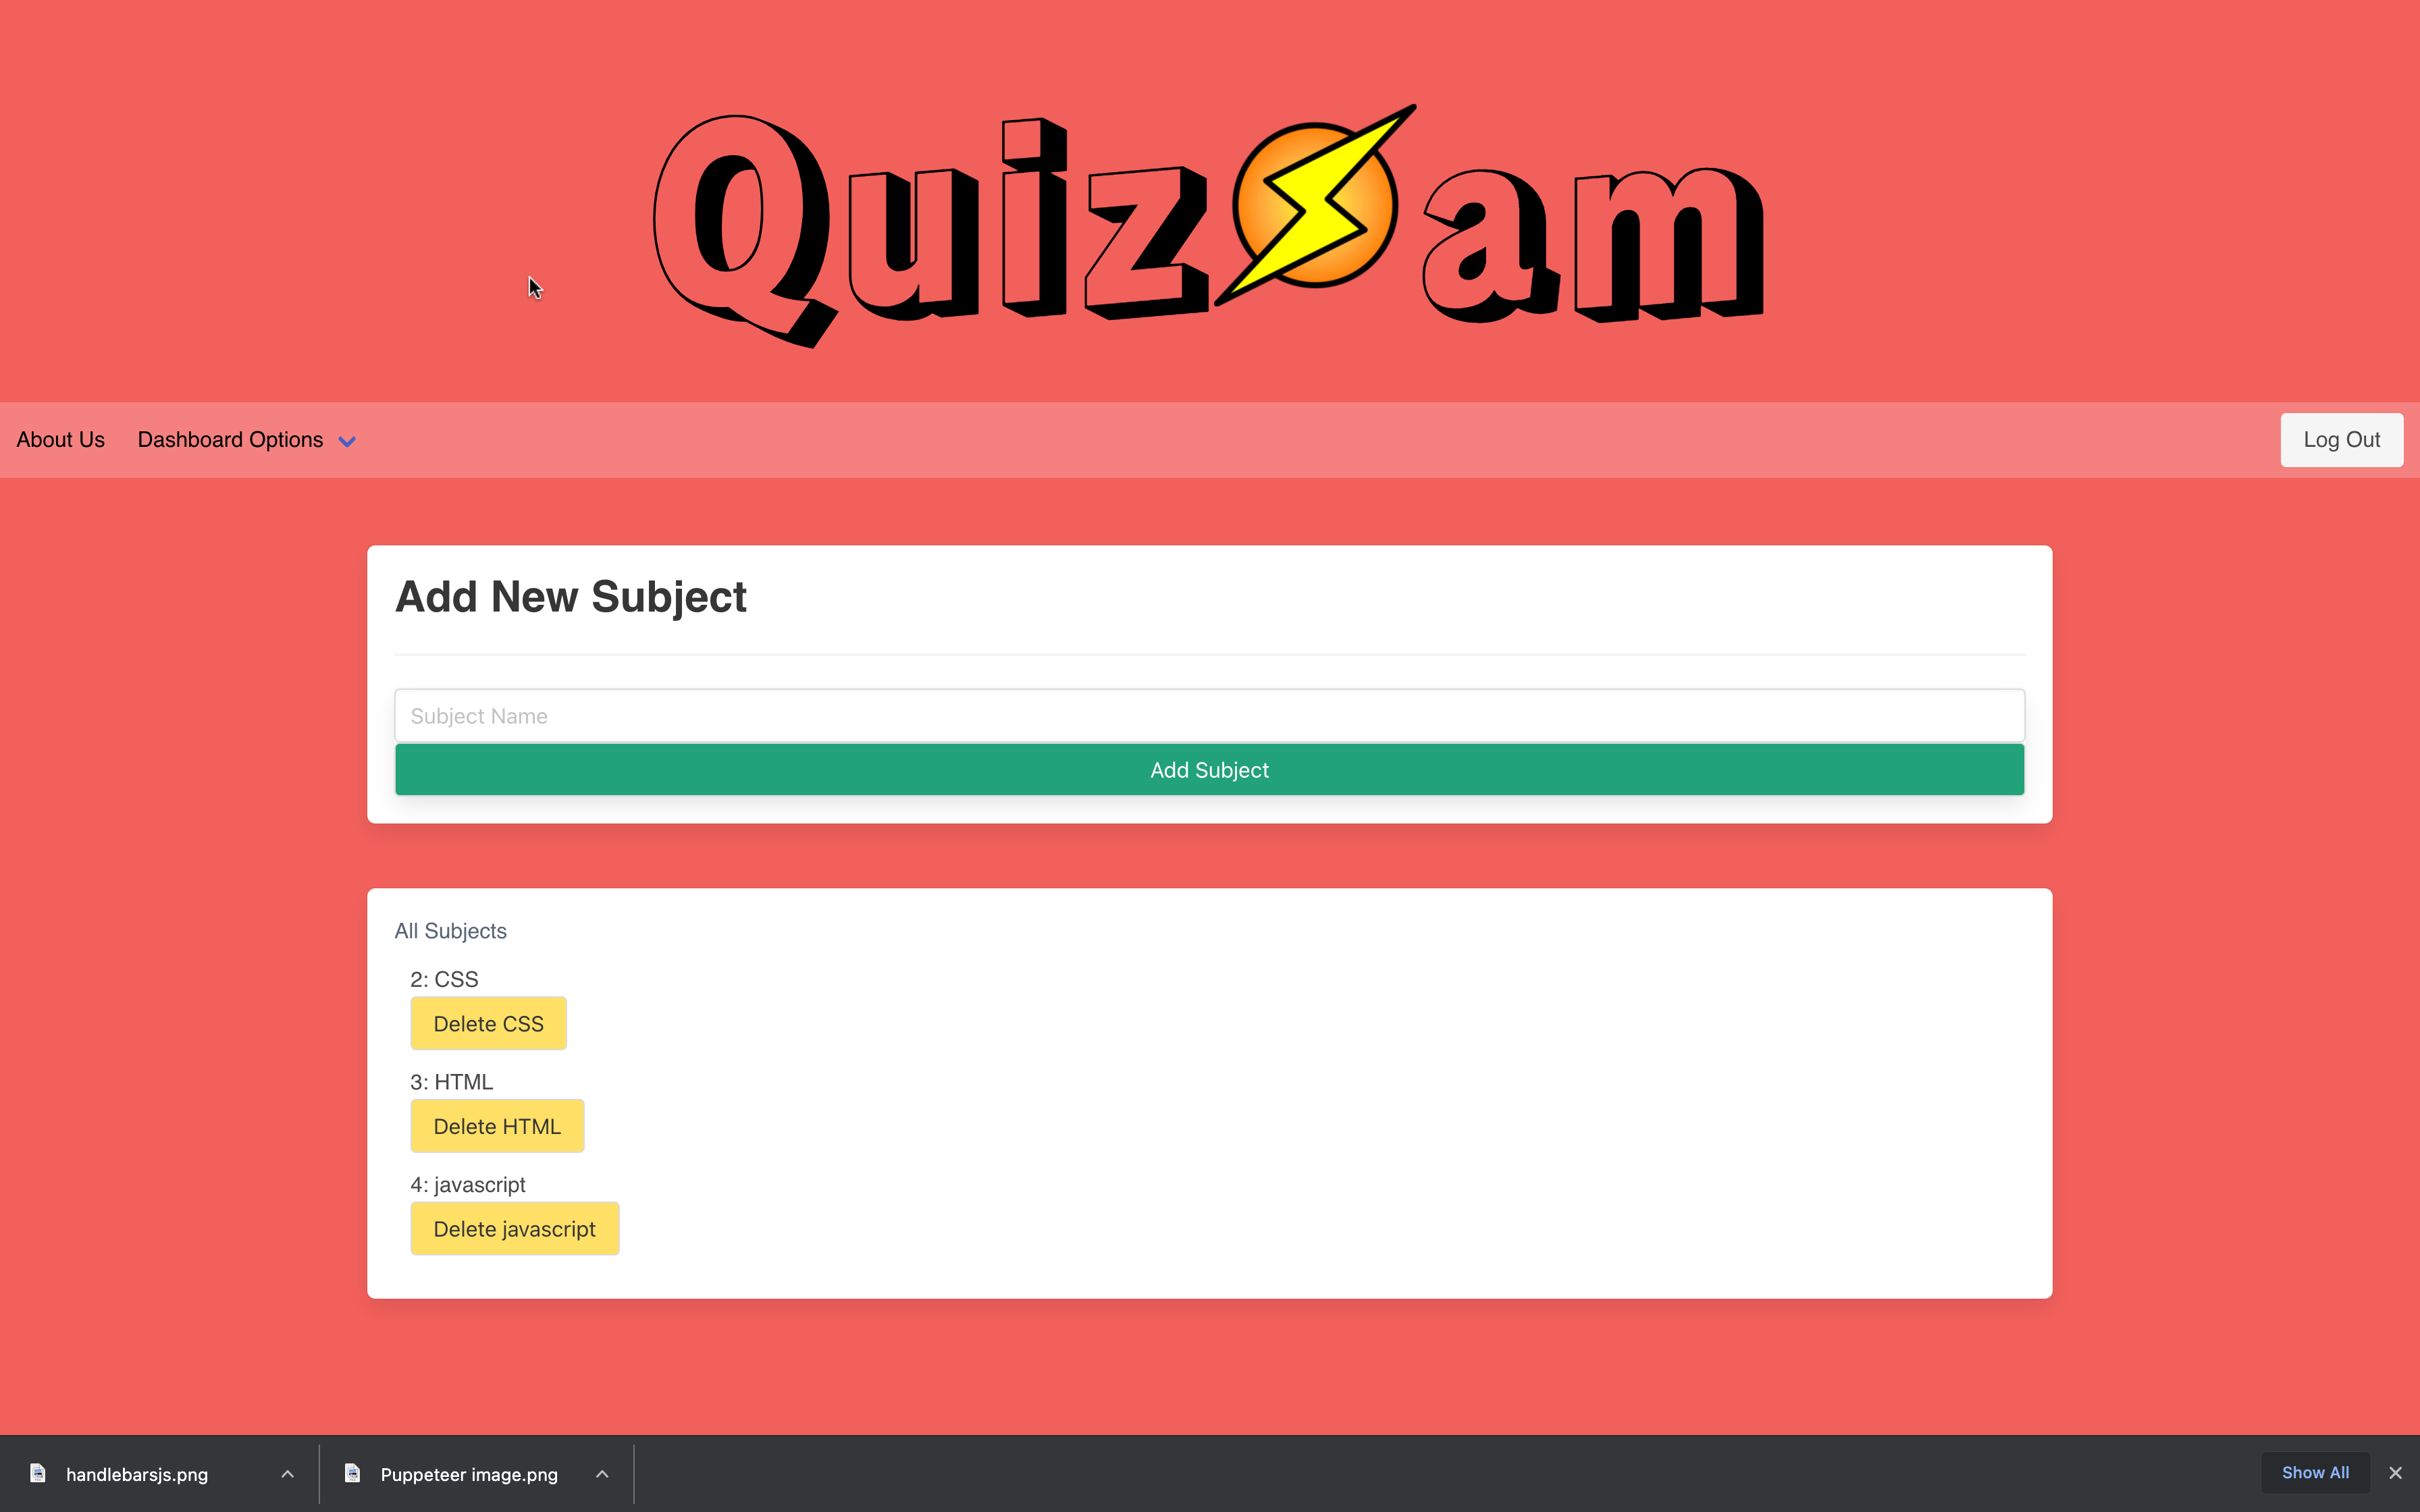 Quiz am
About Us Dashboard Options Log Out
Add New Subject
Subject Name
Add Subject
All Subjects
2: CSS
Delete CSS
3: HTML
Delete HTML
4: javascript
Delete javascript
handlebarsjs.png Puppeteer image.png Show All